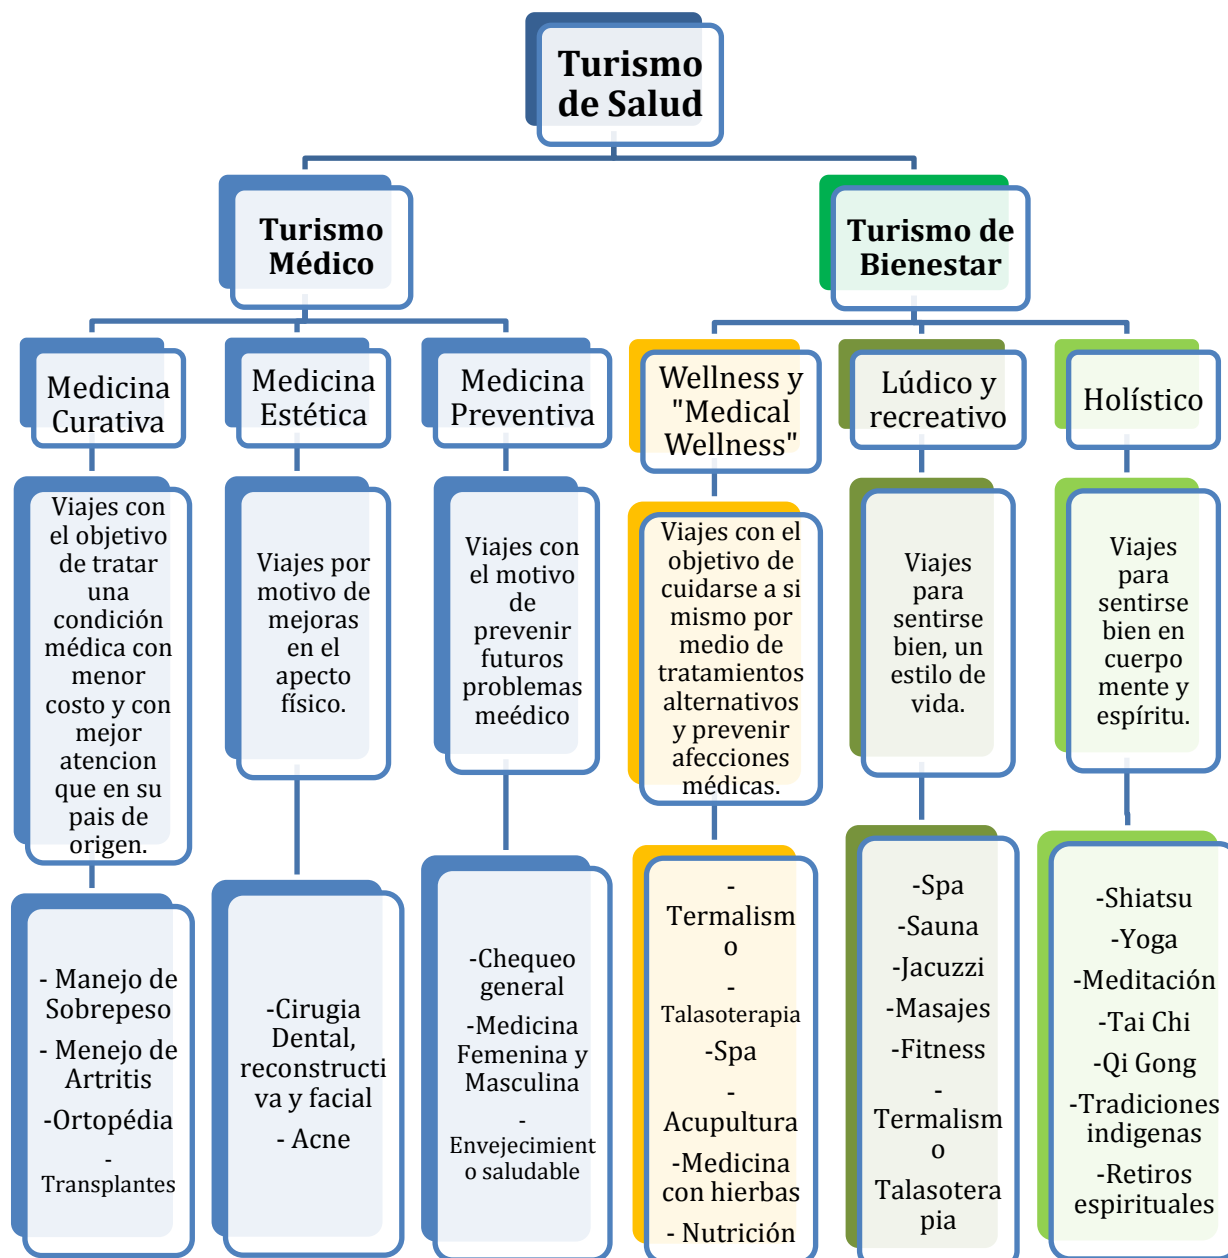 Turismo
de Salud
Turismo
Médico
Turismo de
Bienestar
Medicina
Curativa
Medicina
Estética
Medicina
Preventiva
Wellness y
"Medical
Wellness"
Lúdico y
recreativo
Holístico
Viajes con
el objetivo
de tratar
una
condición
médica con
menor
costo y con
mejor
atencion
que en su
pais de
origen.
Viajes por
motivo de
mejoras
en el
apecto
físico.
Viajes con
el motivo
de
prevenir
futuros
problemas
meédico
Viajes con el
objetivo de
cuidarse a si
mismo por
medio de
tratamientos
alternativos
y prevenir
afecciones
médicas.
Viajes
para
sentirse
bien, un
estilo de
vida.
Viajes
para
sentirse
bien en
cuerpo
mente y
espíritu.
- Manejo de
Sobrepeso
- Menejo de
Artritis
-Ortopédia
-
Transplantes
-Cirugia
Dental,
reconstructi
va y facial
- Acne
-Chequeo
general
-Medicina
Femenina y
Masculina
-
Envejecimient
o saludable
-
Termalism
o
-
Talasoterapia
-Spa
-
Acupultura
-Medicina
con hierbas
- Nutrición
-Spa
-Sauna
-Jacuzzi
-Masajes
-Fitness
-
Termalism
o
Talasotera
pia
-Shiatsu
-Yoga
-Meditación
-Tai Chi
-Qi Gong
-Tradiciones
indigenas
-Retiros
espirituales